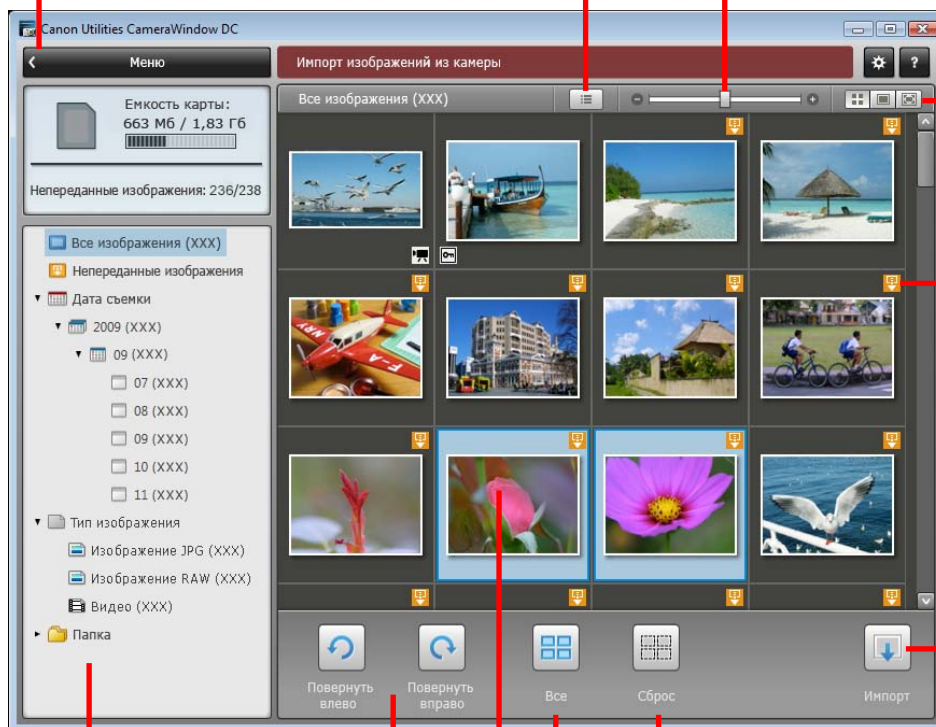 Canon Utilities CameraWindow DC
Меню
Импорт изображений из камеры
?
Емкость карты:
663 Мб / 1,83 Гб
Непереданные изображения: 236/238
Все изображения (XXX)
Все изображения (XXX)
Непереданные изображения
Дата съемки
2009 (XXX)
09 (XXX)
07 (XXX)
08 (XXX)
09 (XXX)
10 (XXX)
11 (XXX)
Тип изображения
Изображение JPG (XXX)
Изображение RAW (XXX)
Видео (XXX)
Папка
Повернуть
влево
Повернуть
вправо
Все
Сброс
Импорт